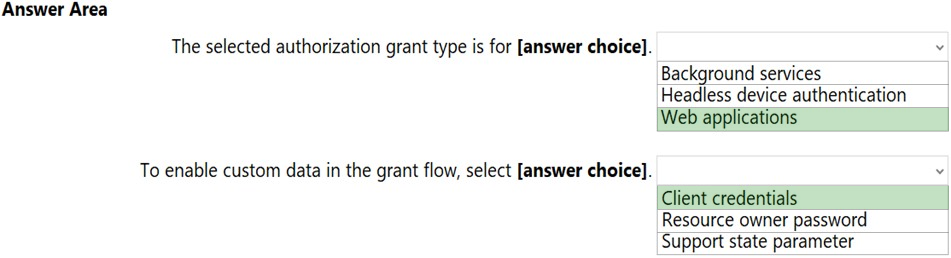 Answer Area
The selected authorization grant type is for [answer choice].
Background services
Headless device authentication
Web applications
To enable custom data in the grant flow, select [answer choice].
Client credentials
Resource owner password
Support state parameter